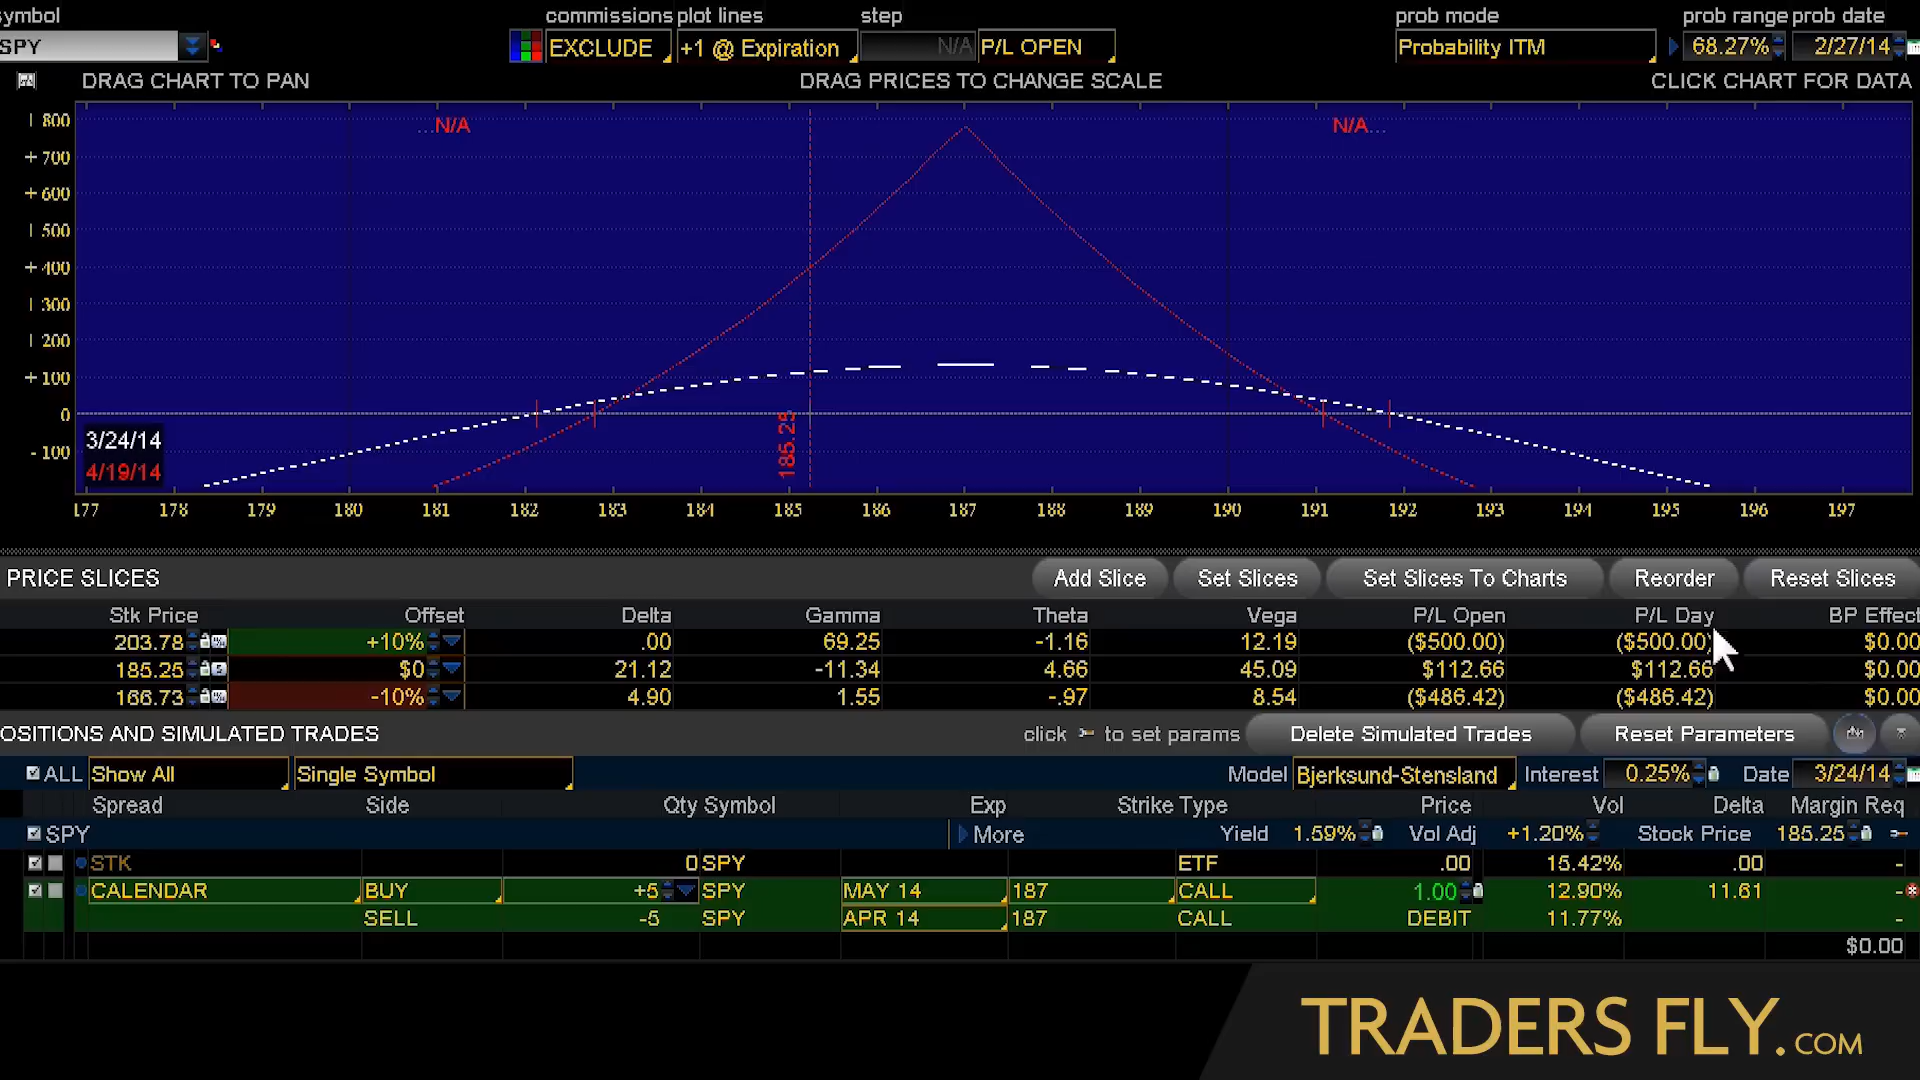 symbol commissions plot lines step prob mode prob range prob date
SPY EXCLUDE +1 @ Expiration N/A P/L OPEN Probability ITM 68.27% 2/27/14
DRAG CHART TO PAN DRAG PRICES TO CHANGE SCALE CLICK CHART FOR DATA
800
...N/A N/A...
+ 700
+ 600
500
+ 400
300
200
+ 100
0
185.25
3/24/14
- 100
4/19/14
177 178 179 180 181 182 183 184 185 186 187 188 189 190 191 192 193 194 195 196 197
PRICE SLICES Add Slice Set Slices Set Slices To Charts Reorder Reset Slices
Stk Price Offset Delta Gamma Theta Vega P/L Open P/L Day BP Effect
203.78 +10% .00 69.25 -1.16 12.19 ($500.00) ($500.00) $0.00
185.25 $0 21.12 -11.34 4.66 45.09 $112.66 $112.66 $0.00
166.73 -10% 4.90 1.55 -.97 8.54 ($486.42) ($486.42) $0.00
OSITIONS AND SIMULATED TRADES click to set params Delete Simulated Trades Reset Parameters
ALL Show All Single Symbol Model Bjerksund-Stensland Interest 0.25% Date 3/24/14
Spread Side Qty Symbol Exp Strike Type Price Vol Delta Margin Req
SPY More Yield 1.59% Vol Adj +1.20% Stock Price 185.25
STK 0 SPY ETF .00 15.42% .00 -
CALENDAR BUY +5 SPY MAY 14 187 CALL 1.00 12.90% 11.61 -
SELL -5 SPY APR 14 187 CALL DEBIT 11.77% -
$0.00
TRADERS FLY.COM